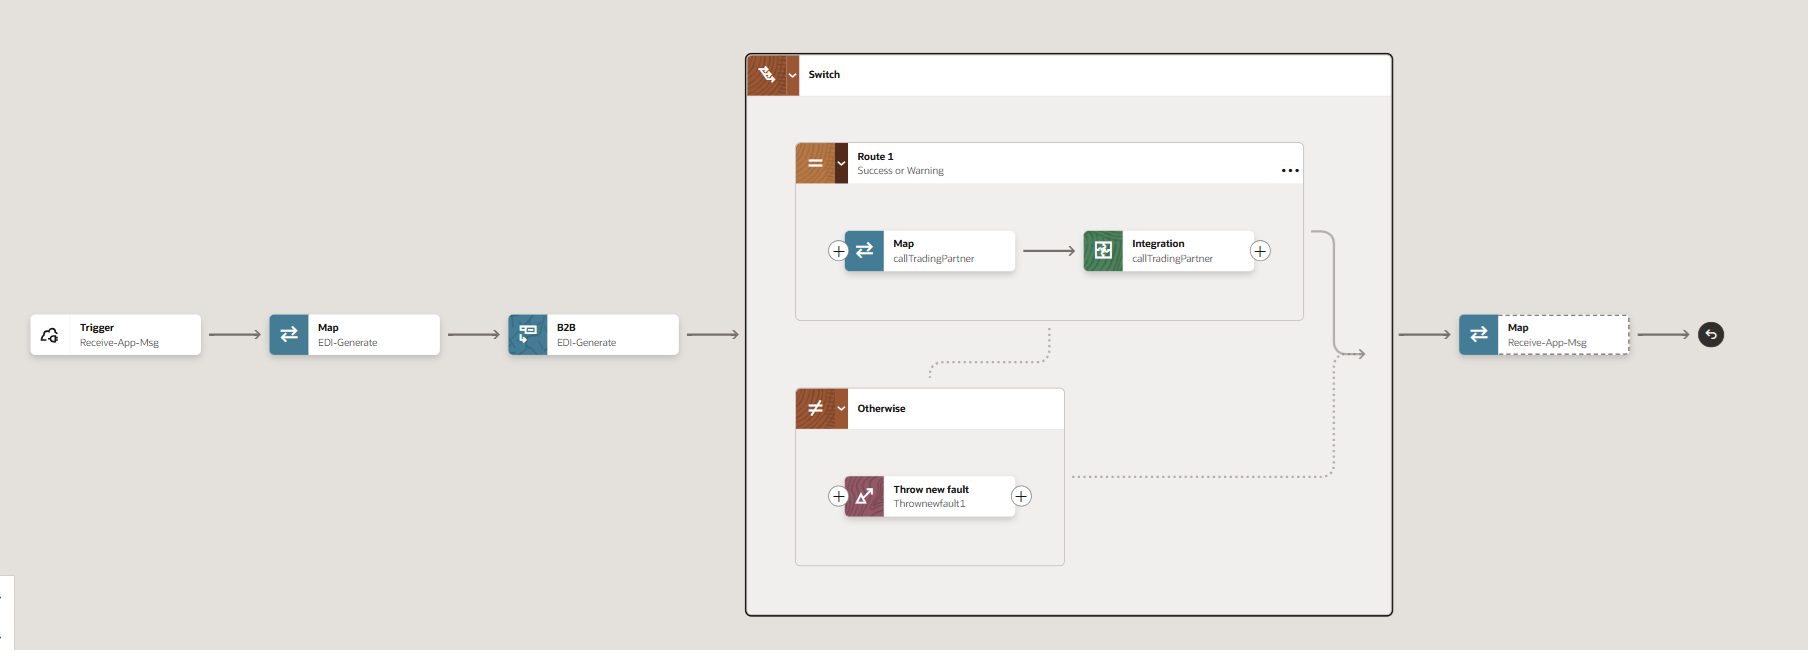 Switch
Route 1
Success or Warning
Map
callTradingPartner
Integration
callTradingPartner
Trigger
Receive-App-Msg
Map
EDI-Generate
B2B
EDI-Generate
Map
Receive-App-Msg
Otherwise
Throw new fault
Thrownewfault1